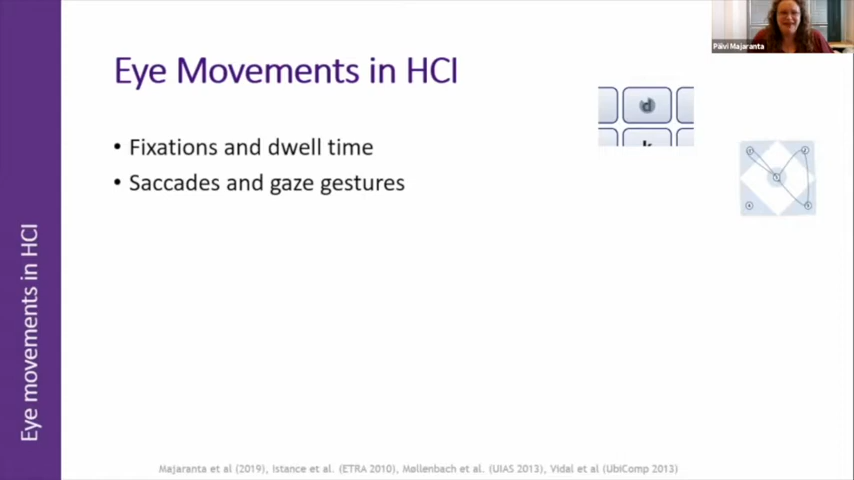 Päivi Majaranta
Eye Movements in HCI
d
k
• Fixations and dwell time
• Saccades and gaze gestures
Eye movements in HCI
Majaranta et al (2019), Istance et al. (ETRA 2010), Møllenbach et al. (UIAS 2013), Vidal et al (UbiComp 2013)